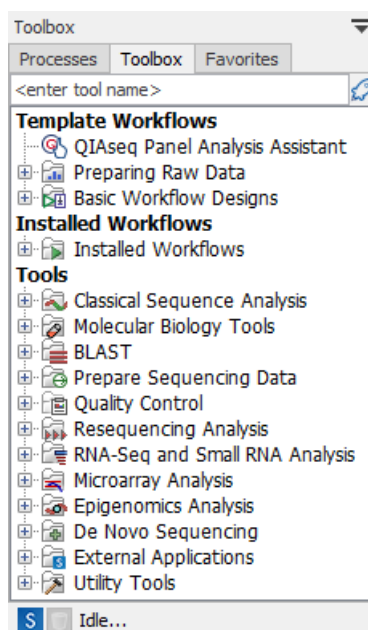 Toolbox
Processes Toolbox Favorites
<enter tool name>
Template Workflows
QIAseq Panel Analysis Assistant
Preparing Raw Data
Basic Workflow Designs
Installed Workflows
Installed Workflows
Tools
Classical Sequence Analysis
Molecular Biology Tools
BLAST
Prepare Sequencing Data
Quality Control
Resequencing Analysis
RNA-Seq and Small RNA Analysis
Microarray Analysis
Epigenomics Analysis
De Novo Sequencing
External Applications
Utility Tools
S Idle...